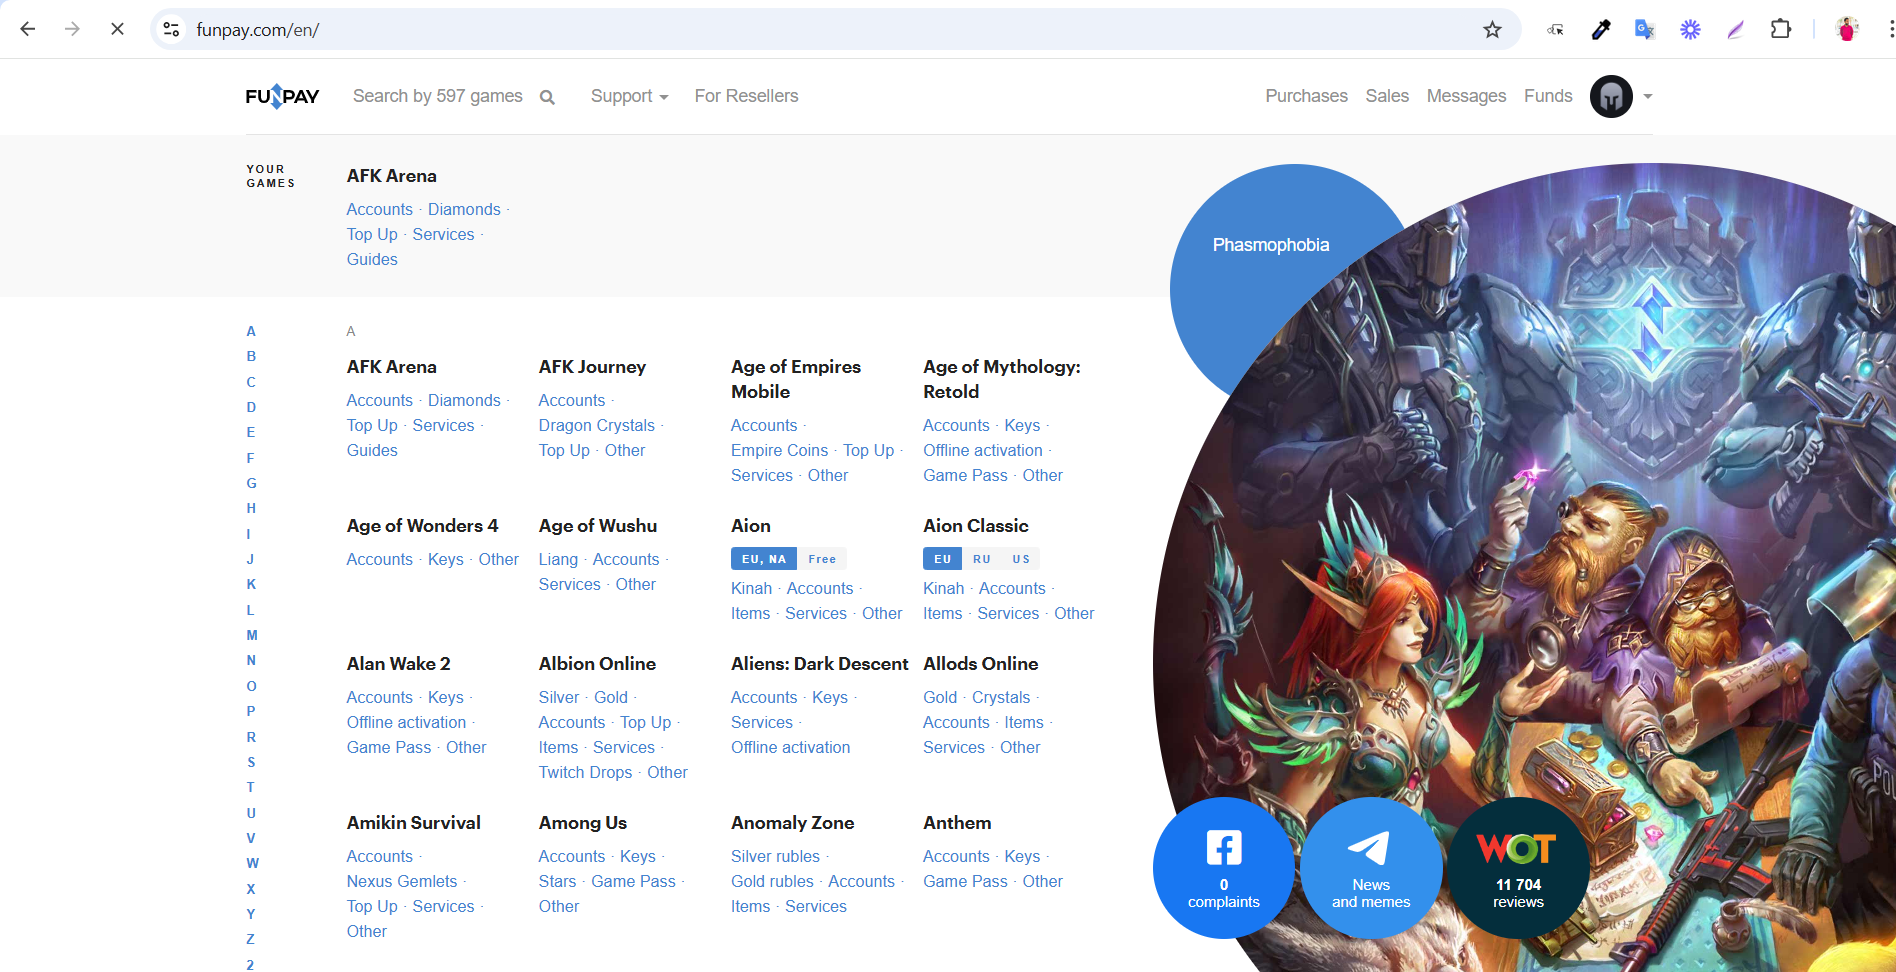 funpay.com/en/
FUNPAY
Search by 597 games
Support
For Resellers
Purchases
Sales
Messages
Funds
YOUR
GAMES
AFK Arena
Accounts · Diamonds ·
Top Up · Services ·
Guides
Phasmophobia
A
B
C
D
E
F
G
H
I
J
K
L
M
N
O
P
R
S
T
U
V
W
X
Y
Z
2
A
AFK Arena
Accounts · Diamonds ·
Top Up · Services ·
Guides
AFK Journey
Accounts ·
Dragon Crystals ·
Top Up · Other
Age of Empires
Mobile
Accounts ·
Empire Coins · Top Up ·
Services · Other
Age of Mythology:
Retold
Accounts · Keys ·
Offline activation ·
Game Pass · Other
Age of Wonders 4
Accounts · Keys · Other
Age of Wushu
Liang · Accounts ·
Services · Other
Aion
EU, NA Free
Kinah · Accounts ·
Items · Services · Other
Aion Classic
EU RU US
Kinah · Accounts ·
Items · Services · Other
Alan Wake 2
Accounts · Keys ·
Offline activation ·
Game Pass · Other
Albion Online
Silver · Gold ·
Accounts · Top Up ·
Items · Services ·
Twitch Drops · Other
Aliens: Dark Descent
Accounts · Keys ·
Services ·
Offline activation
Allods Online
Gold · Crystals ·
Accounts · Items ·
Services · Other
Amikin Survival
Accounts ·
Nexus Gemlets ·
Top Up · Services ·
Other
Among Us
Accounts · Keys ·
Stars · Game Pass ·
Other
Anomaly Zone
Silver rubles ·
Gold rubles · Accounts ·
Items · Services
Anthem
Accounts · Keys ·
Game Pass · Other
0
complaints
News
and memes
WOT
11 704
reviews